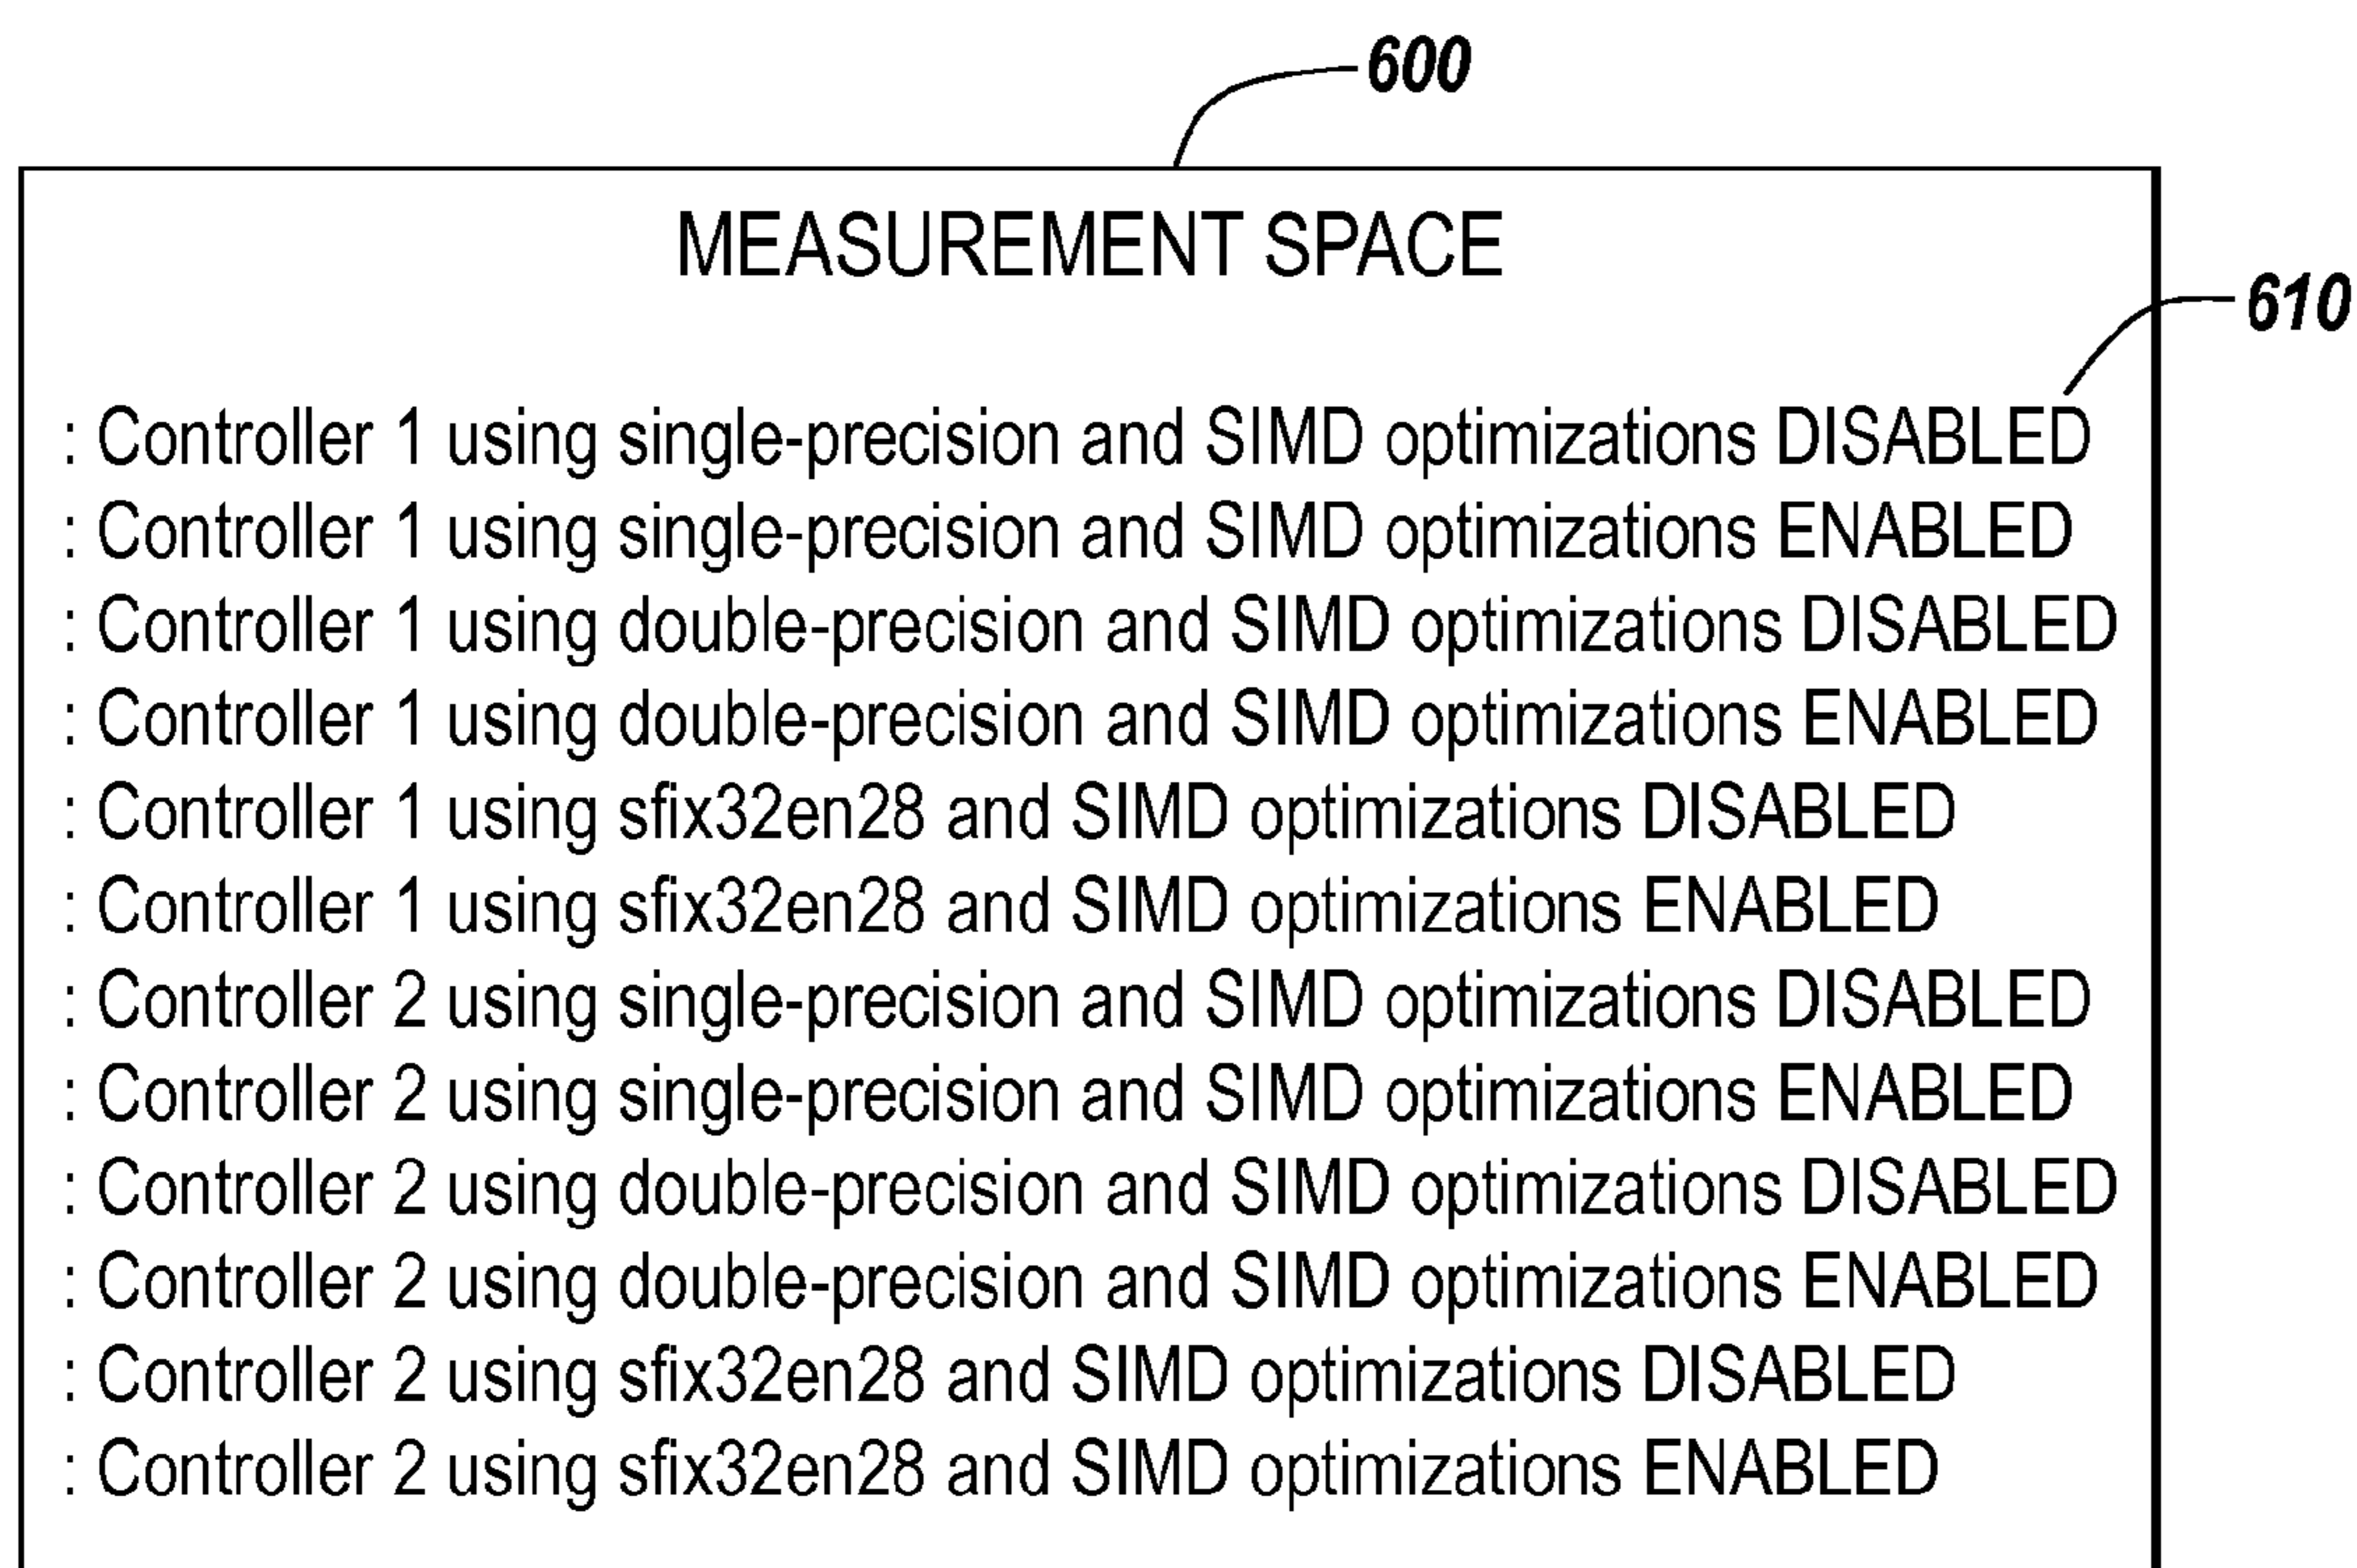 600
MEASUREMENT SPACE
610
: Controller 1 using single-precision and SIMD optimizations DISABLED
: Controller 1 using single-precision and SIMD optimizations ENABLED
: Controller 1 using double-precision and SIMD optimizations DISABLED
: Controller 1 using double-precision and SIMD optimizations ENABLED
: Controller 1 using sfix32en28 and SIMD optimizations DISABLED
: Controller 1 using sfix32en28 and SIMD optimizations ENABLED
: Controller 2 using single-precision and SIMD optimizations DISABLED
: Controller 2 using single-precision and SIMD optimizations ENABLED
: Controller 2 using double-precision and SIMD optimizations DISABLED
: Controller 2 using double-precision and SIMD optimizations ENABLED
: Controller 2 using sfix32en28 and SIMD optimizations DISABLED
: Controller 2 using sfix32en28 and SIMD optimizations ENABLED